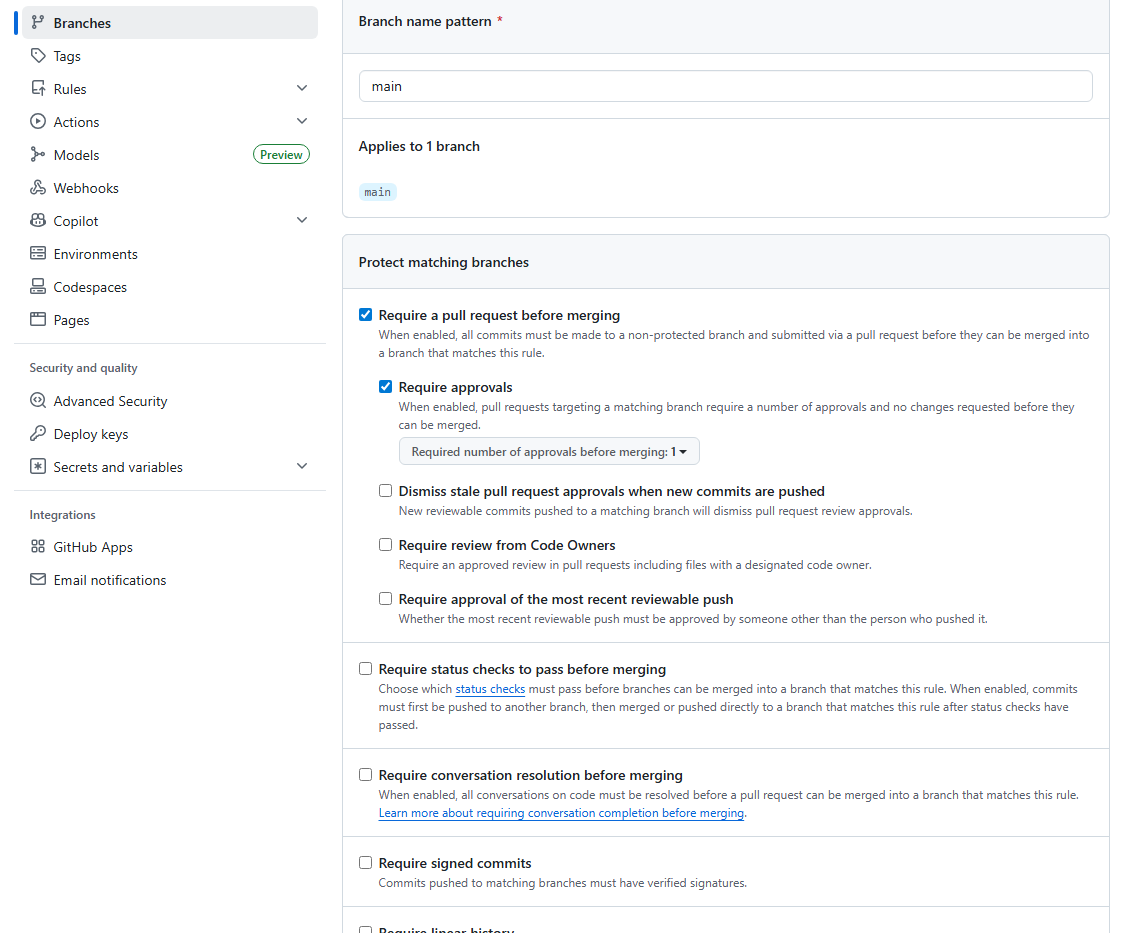 Branches
Tags
Rules
Actions
Models
Preview
Webhooks
Copilot
Environments
Codespaces
Pages
Security and quality
Advanced Security
Deploy keys
Secrets and variables
Integrations
GitHub Apps
Email notifications
Branch name pattern *
main
Applies to 1 branch
main
Protect matching branches
Require a pull request before merging
When enabled, all commits must be made to a non-protected branch and submitted via a pull request before they can be merged into
a branch that matches this rule.
Require approvals
When enabled, pull requests targeting a matching branch require a number of approvals and no changes requested before they
can be merged.
Required number of approvals before merging: 1
Dismiss stale pull request approvals when new commits are pushed
New reviewable commits pushed to a matching branch will dismiss pull request review approvals.
Require review from Code Owners
Require an approved review in pull requests including files with a designated code owner.
Require approval of the most recent reviewable push
Whether the most recent reviewable push must be approved by someone other than the person who pushed it.
Require status checks to pass before merging
Choose which status checks must pass before branches can be merged into a branch that matches this rule. When enabled, commits
must first be pushed to another branch, then merged or pushed directly to a branch that matches this rule after status checks have
passed.
Require conversation resolution before merging
When enabled, all conversations on code must be resolved before a pull request can be merged into a branch that matches this rule.
Learn more about requiring conversation completion before merging.
Require signed commits
Commits pushed to matching branches must have verified signatures.
Require linear history